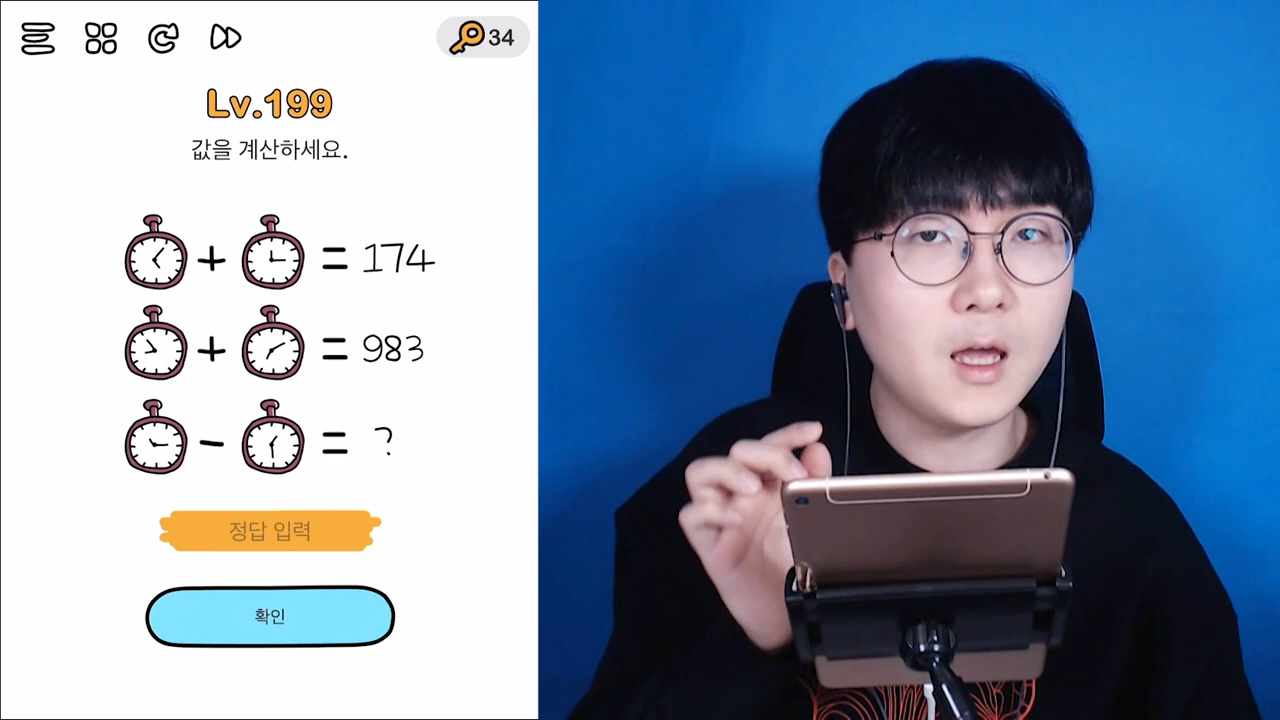 34
Lv.199
값을 계산하세요.
+ = 174
+ = 983
- = ?
정답 입력
확인